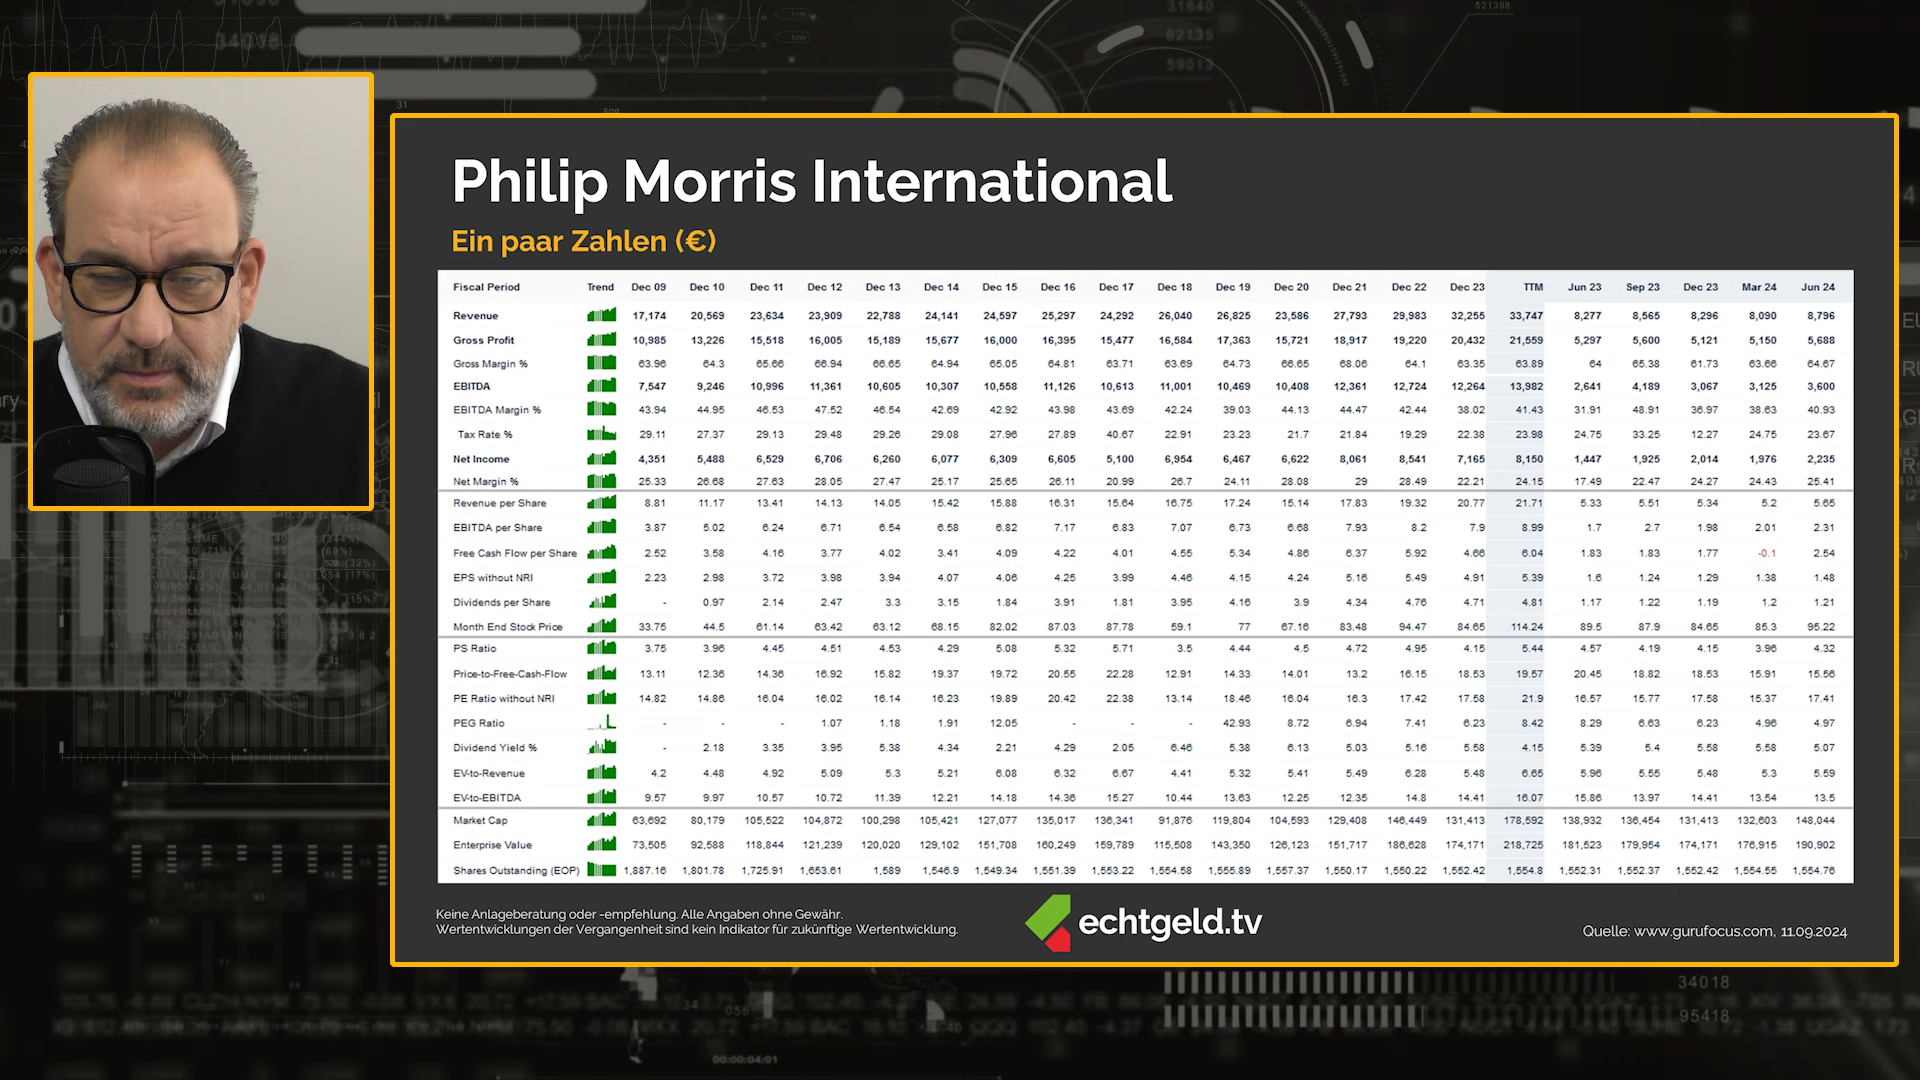 Philip Morris International
Ein paar Zahlen (€)
Fiscal Period Trend Dec 09 Dec 10 Dec 11 Dec 12 Dec 13 Dec 14 Dec 15 Dec 16 Dec 17 Dec 18 Dec 19 Dec 20 Dec 21 Dec 22 Dec 23 TTM Jun 23 Sep 23 Dec 23 Mar 24 Jun 24
Revenue 17,174 20,569 23,634 23,909 22,788 24,141 24,597 25,297 24,292 26,040 26,825 23,586 27,793 29,983 32,255 33,747 8,277 8,565 8,296 8,090 8,796
Gross Profit 10,985 13,226 15,518 16,005 15,189 15,677 16,000 16,395 15,477 16,584 17,363 15,721 18,917 19,220 20,432 21,559 5,297 5,600 5,121 5,150 5,688
Gross Margin % 63.96 64.3 65.66 66.94 66.65 64.94 65.05 64.81 63.71 63.69 64.73 66.65 68.06 64.1 63.35 63.89 64 65.38 61.73 63.66 64.67
EBITDA 7,547 9,246 10,996 11,361 10,605 10,307 10,558 11,126 10,613 11,001 10,469 10,408 12,361 12,724 12,264 13,982 2,641 4,189 3,067 3,125 3,600
EBITDA Margin % 43.94 44.95 46.53 47.52 46.54 42.69 42.92 43.98 43.69 42.24 39.03 44.13 44.47 42.44 38.02 41.43 31.91 48.91 36.97 38.63 40.93
Tax Rate % 29.11 27.37 29.13 29.48 29.26 29.08 27.96 27.89 40.67 22.91 23.23 21.7 21.84 19.29 22.38 23.98 24.75 33.25 12.27 24.75 23.67
Net Income 4,351 5,488 6,529 6,706 6,260 6,077 6,309 6,605 5,100 6,954 6,467 6,622 8,061 8,541 7,165 8,150 1,447 1,925 2,014 1,976 2,235
Net Margin % 25.33 26.68 27.63 28.05 27.47 25.17 25.65 26.11 20.99 26.7 24.11 28.08 29 28.49 22.21 24.15 17.49 22.47 24.27 24.43 25.41
Revenue per Share 8.81 11.17 13.41 14.13 14.05 15.42 15.88 16.31 15.64 16.75 17.24 15.14 17.83 19.32 20.77 21.71 5.33 5.51 5.34 5.2 5.65
EBITDA per Share 3.87 5.02 6.24 6.71 6.54 6.58 6.82 7.17 6.83 7.07 6.73 6.68 7.93 8.2 7.9 8.99 1.7 2.7 1.98 2.01 2.31
Free Cash Flow per Share 2.52 3.58 4.16 3.77 4.02 3.41 4.09 4.22 4.01 4.55 5.34 4.86 6.37 5.92 4.66 6.04 1.83 1.83 1.77 -0.1 2.54
EPS without NRI 2.23 2.98 3.72 3.98 3.94 4.07 4.06 4.25 3.99 4.46 4.15 4.24 5.16 5.49 4.91 5.39 1.6 1.24 1.29 1.38 1.48
Dividends per Share - 0.97 2.14 2.47 3.3 3.15 1.84 3.91 1.81 3.95 4.16 3.9 4.34 4.76 4.71 4.81 1.17 1.22 1.19 1.2 1.21
Month End Stock Price 33.75 44.5 61.14 63.42 63.12 68.15 82.02 87.03 87.78 59.1 77 67.16 83.48 94.47 84.65 114.24 89.5 87.9 84.65 85.3 95.22
PS Ratio 3.75 3.96 4.45 4.51 4.53 4.29 5.08 5.32 5.71 3.5 4.44 4.5 4.72 4.95 4.15 5.44 4.57 4.19 4.15 3.96 4.32
Price-to-Free-Cash-Flow 13.11 12.36 14.36 16.92 15.82 19.37 19.72 20.55 22.28 12.91 14.33 14.01 13.2 16.15 18.53 19.57 20.45 18.82 18.53 15.91 15.56
PE Ratio without NRI 14.82 14.86 16.04 16.02 16.14 16.23 19.89 20.42 22.38 13.14 18.46 16.04 16.3 17.42 17.58 21.9 16.57 15.77 17.58 15.37 17.41
PEG Ratio - - - 1.07 1.18 1.91 12.05 - - - 42.93 8.72 6.94 7.41 6.23 8.42 8.29 6.63 6.23 4.96 4.97
Dividend Yield % - 2.18 3.35 3.95 5.38 4.34 2.21 4.29 2.05 6.46 5.38 6.13 5.03 5.16 5.58 4.15 5.39 5.4 5.58 5.58 5.07
EV-to-Revenue 4.2 4.48 4.92 5.09 5.3 5.21 6.08 6.32 6.67 4.41 5.32 5.41 5.49 6.28 5.48 6.65 5.96 5.55 5.48 5.3 5.59
EV-to-EBITDA 9.57 9.97 10.57 10.72 11.39 12.21 14.18 14.36 15.27 10.44 13.63 12.25 12.35 14.8 14.41 16.07 15.86 13.97 14.41 13.54 13.5
Market Cap 63,692 80,179 105,522 104,872 100,298 105,421 127,077 135,017 136,341 91,876 119,804 104,593 129,408 146,449 131,413 178,592 138,932 136,454 131,413 132,603 148,044
Enterprise Value 73,505 92,588 118,844 121,239 120,020 129,102 151,708 160,249 159,789 115,508 143,350 126,123 151,717 186,628 174,171 218,725 181,523 179,954 174,171 176,915 190,902
Shares Outstanding (EOP) 1,887.16 1,801.78 1,725.91 1,653.61 1,589 1,546.9 1,549.34 1,551.39 1,553.22 1,554.58 1,555.89 1,557.37 1,550.17 1,550.22 1,552.42 1,554.8 1,552.31 1,552.37 1,552.42 1,554.55 1,554.76
Keine Anlageberatung oder -empfehlung. Alle Angaben ohne Gewähr.
Wertentwicklungen der Vergangenheit sind kein Indikator für zukünftige Wertentwicklung.
echtgeld.tv
Quelle: www.gurufocus.com, 11.09.2024
34018
95418
00:00:04:01